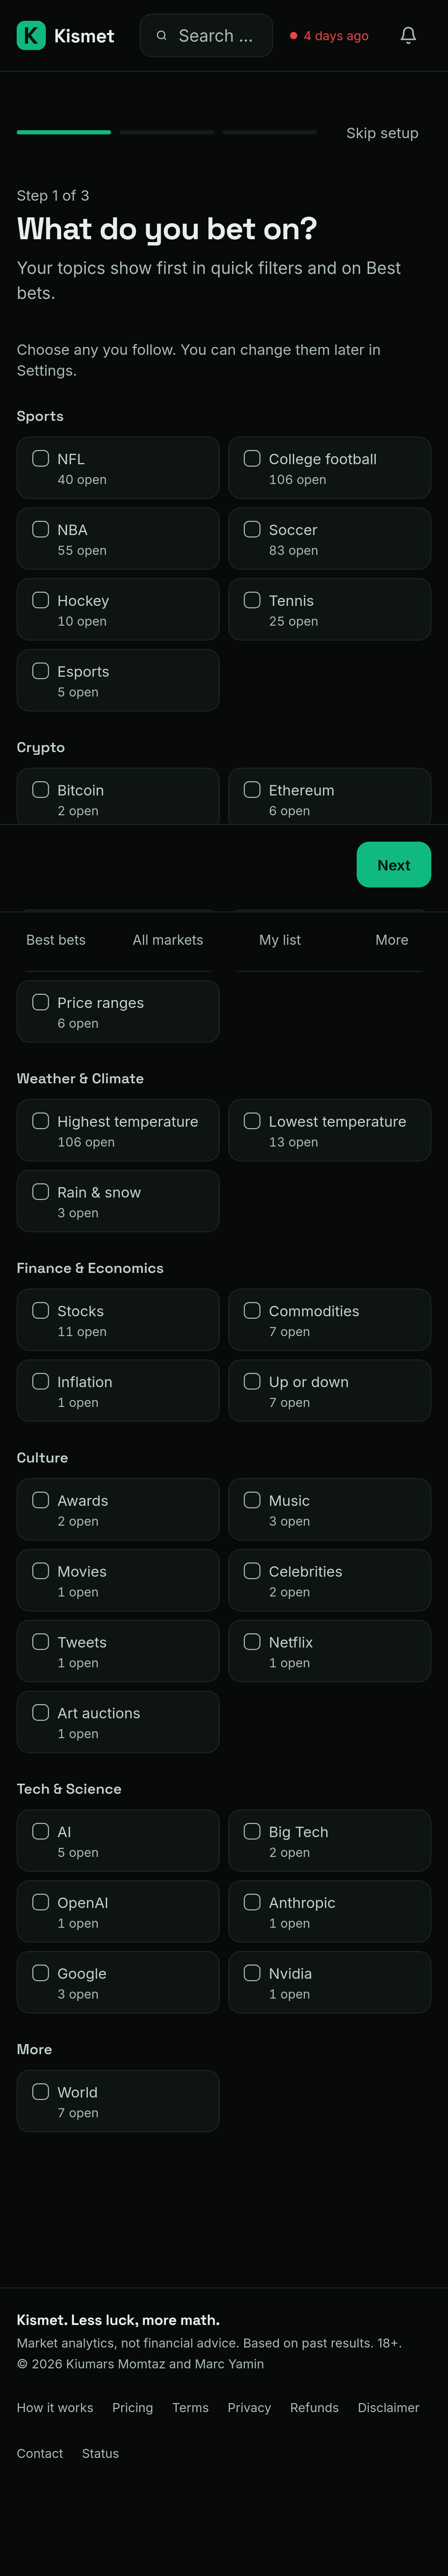 K Kismet
Search ...
4 days ago
Skip setup
Step 1 of 3
What do you bet on?
Your topics show first in quick filters and on Best
bets.
Choose any you follow. You can change them later in
Settings.
Sports
NFL
40 open
College football
106 open
NBA
55 open
Soccer
83 open
Hockey
10 open
Tennis
25 open
Esports
5 open
Crypto
Bitcoin
2 open
Ethereum
6 open
Next
Best bets
All markets
My list
More
Price ranges
6 open
Weather & Climate
Highest temperature
106 open
Lowest temperature
13 open
Rain & snow
3 open
Finance & Economics
Stocks
11 open
Commodities
7 open
Inflation
1 open
Up or down
7 open
Culture
Awards
2 open
Music
3 open
Movies
1 open
Celebrities
2 open
Tweets
1 open
Netflix
1 open
Art auctions
1 open
Tech & Science
AI
5 open
Big Tech
2 open
OpenAI
1 open
Anthropic
1 open
Google
3 open
Nvidia
1 open
More
World
7 open
Kismet. Less luck, more math.
Market analytics, not financial advice. Based on past results. 18+.
© 2026 Kiumars Momtaz and Marc Yamin
How it works Pricing Terms Privacy Refunds Disclaimer
Contact Status